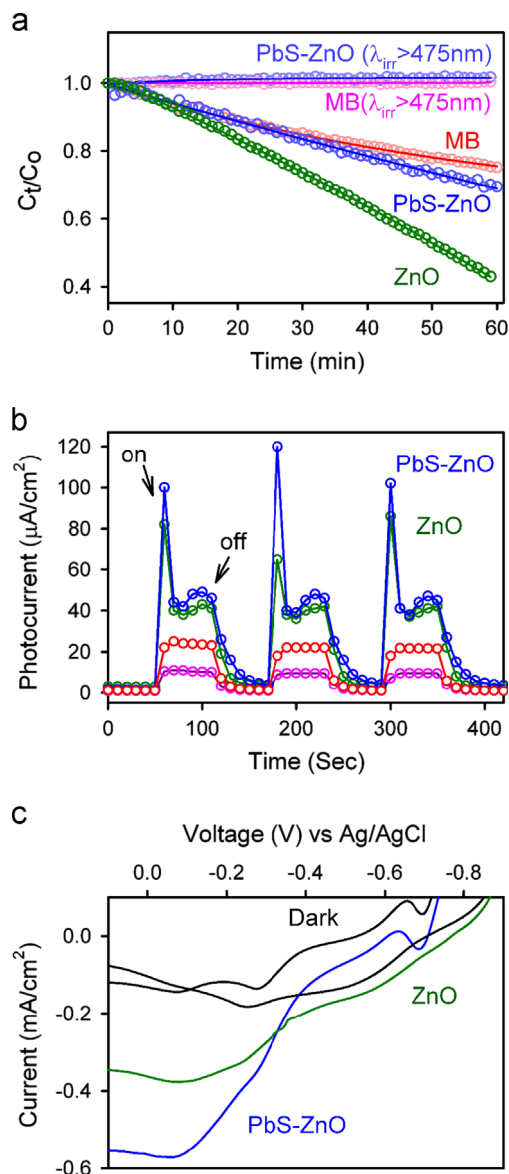 a
PbS-ZnO (λirr>475nm)
MB(λirr>475nm)
MB
PbS-ZnO
ZnO
Ct/Co
1.0
0.8
0.6
0.4
0 10 20 30 40 50 60
Time (min)
b
on
off
PbS-ZnO
ZnO
Photocurrent (μA/cm²)
120
100
80
60
40
20
0
0 100 200 300 400
Time (Sec)
c
Voltage (V) vs Ag/AgCl
0.0 -0.2 -0.4 -0.6 -0.8
Dark
ZnO
PbS-ZnO
Current (mA/cm²)
0.0
-0.2
-0.4
-0.6